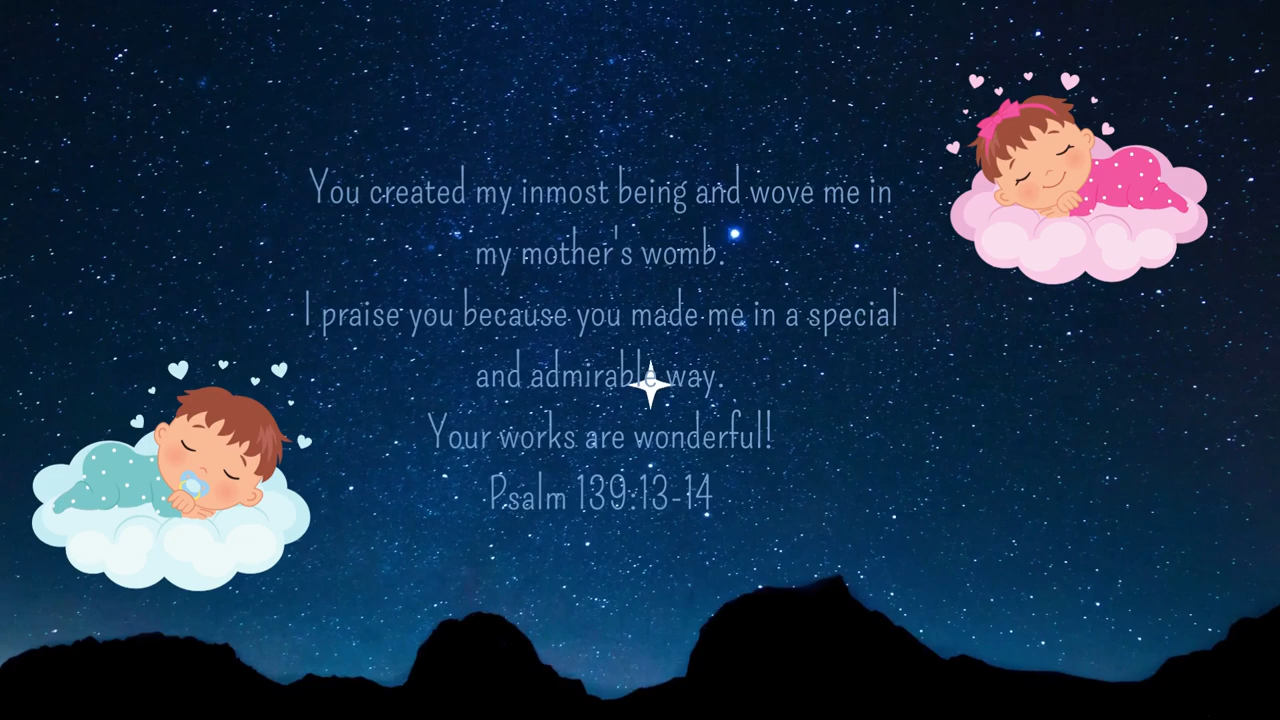 You created my inmost being and wove me in
my mother's womb.
I praise you because you made me in a special
and admirable way.
Your works are wonderful!
Psalm 139:13-14